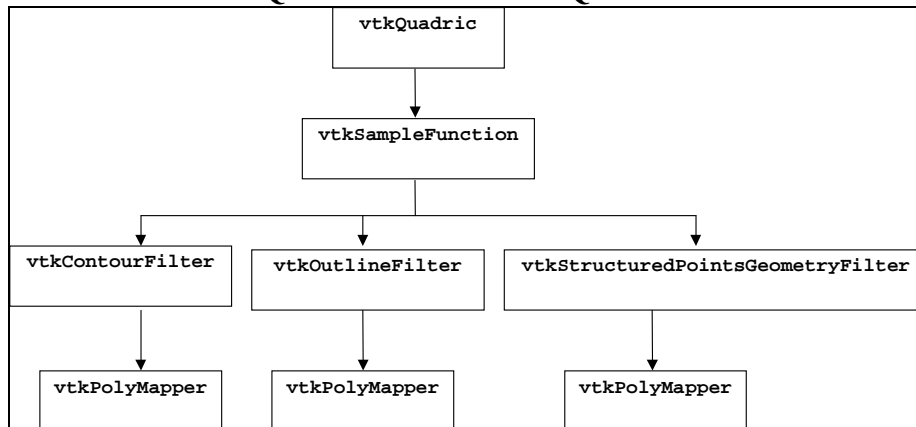 vtkQuadric
vtkSampleFunction
vtkContourFilter
vtkOutlineFilter
vtkStructuredPointsGeometryFilter
vtkPolyMapper
vtkPolyMapper
vtkPolyMapper